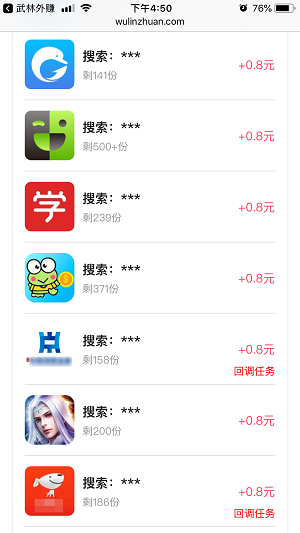 武林外赚 下午4:50 76%
wulinzhuan.com
搜索：***
剩141份
+0.8元
搜索：***
剩500+份
+0.8元
学
搜索：***
剩239份
+0.8元
搜索：***
剩371份
+0.8元
搜索：***
剩158份
+0.8元
回调任务
搜索：***
剩200份
+0.8元
搜索：***
剩186份
+0.8元
回调任务